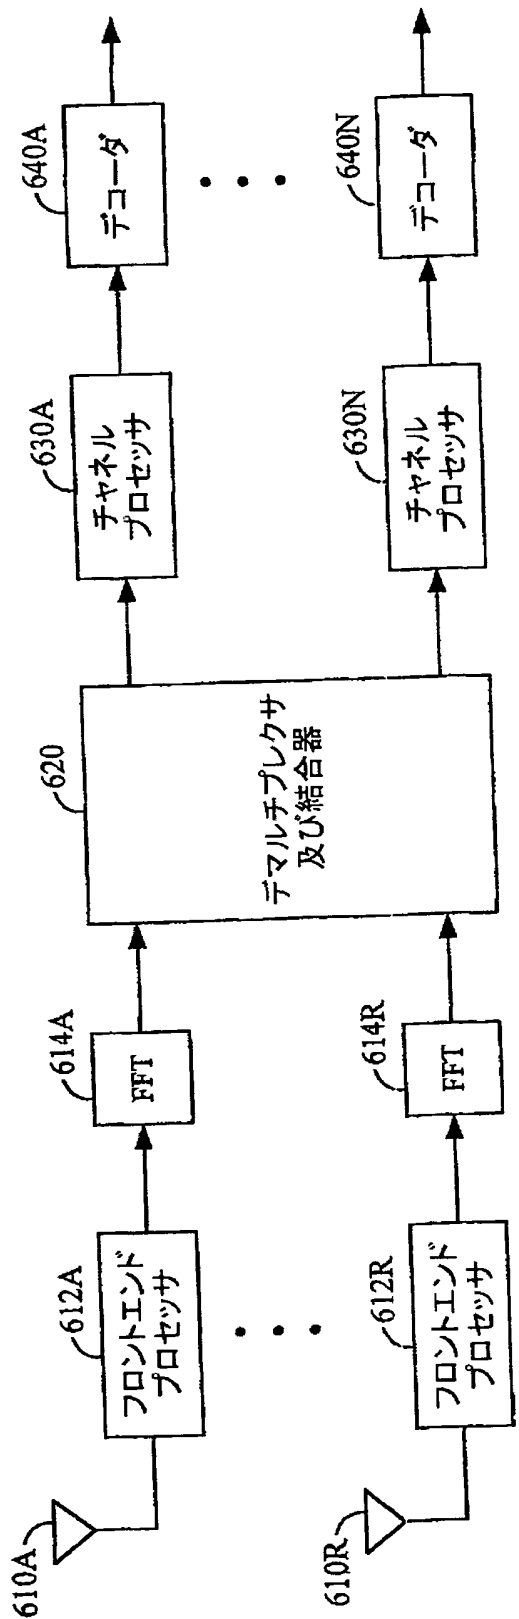 610A
612A
フロントエンド
プロセッサ
614A
FFT
620
デマルチプレクサ
及び結合器
630A
チャネル
プロセッサ
640A
デコーダ
610R
612R
フロントエンド
プロセッサ
614R
FFT
630N
チャネル
プロセッサ
640N
デコーダ